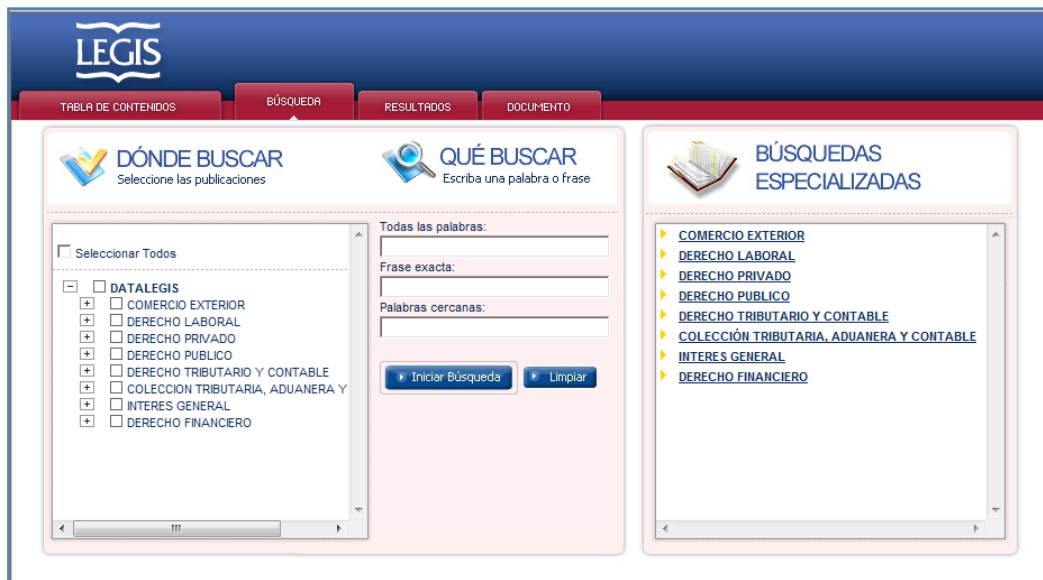 LEGIS
TABLA DE CONTENIDOS
BÚSQUEDA
RESULTADOS
DOCUMENTO
DÓNDE BUSCAR
Seleccione las publicaciones
QUÉ BUSCAR
Escriba una palabra o frase
Seleccionar Todos
DATALEGIS
COMERCIO EXTERIOR
DERECHO LABORAL
DERECHO PRIVADO
DERECHO PUBLICO
DERECHO TRIBUTARIO Y CONTABLE
COLECCION TRIBUTARIA, ADUANERA Y
INTERES GENERAL
DERECHO FINANCIERO
Todas las palabras:
Frase exacta:
Palabras cercanas:
Iniciar Búsqueda
Limpiar
BÚSQUEDAS
ESPECIALIZADAS
COMERCIO EXTERIOR
DERECHO LABORAL
DERECHO PRIVADO
DERECHO PUBLICO
DERECHO TRIBUTARIO Y CONTABLE
COLECCIÓN TRIBUTARIA, ADUANERA Y CONTABLE
INTERES GENERAL
DERECHO FINANCIERO